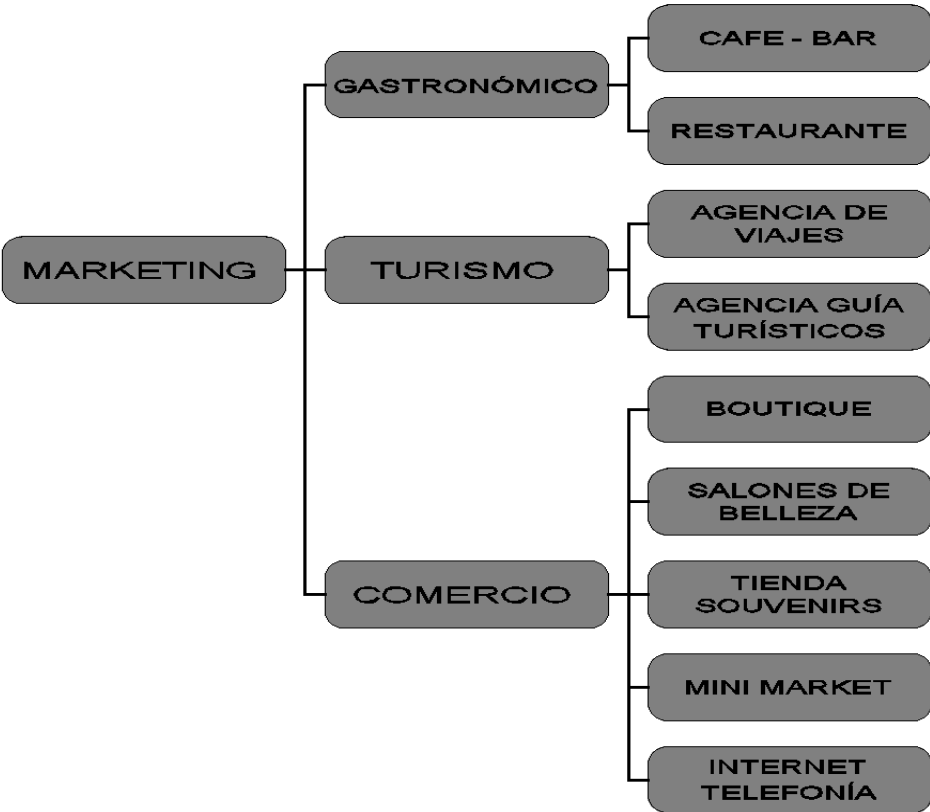 MARKETING
GASTRONÓMICO
CAFE - BAR
RESTAURANTE
TURISMO
AGENCIA DE
VIAJES
AGENCIA GUÍA
TURÍSTICOS
COMERCIO
BOUTIQUE
SALONES DE
BELLEZA
TIENDA
SOUVENIRS
MINI MARKET
INTERNET
TELEFONÍA